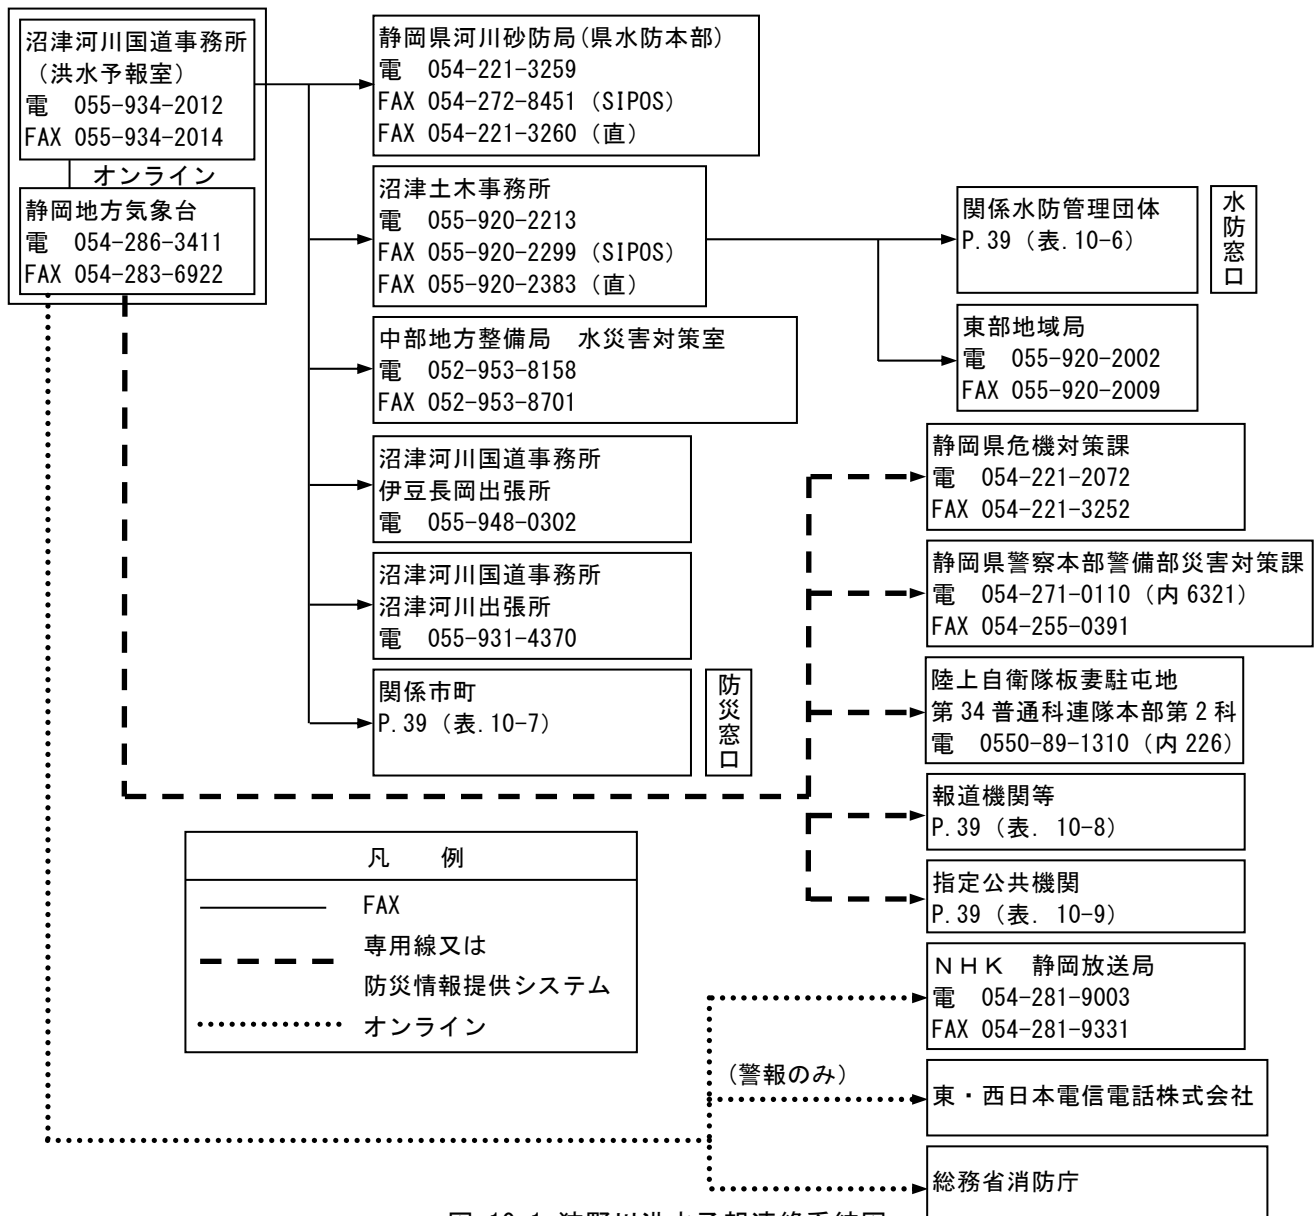 沼津河川国道事務所
（洪水予報室）
電　055-934-2012
FAX 055-934-2014
オンライン
静岡地方気象台
電　054-286-3411
FAX 054-283-6922
静岡県河川砂防局(県水防本部)
電　054-221-3259
FAX 054-272-8451（SIPOS）
FAX 054-221-3260（直）
沼津土木事務所
電　055-920-2213
FAX 055-920-2299（SIPOS）
FAX 055-920-2383（直）
関係水防管理団体
P.39（表.10-6）
水防窓口
東部地域局
電　055-920-2002
FAX 055-920-2009
中部地方整備局　水災害対策室
電　052-953-8158
FAX 052-953-8701
沼津河川国道事務所
伊豆長岡出張所
電　055-948-0302
沼津河川国道事務所
沼津河川出張所
電　055-931-4370
関係市町
P.39（表.10-7）
防災窓口
静岡県危機対策課
電　054-221-2072
FAX 054-221-3252
静岡県警察本部警備部災害対策課
電　054-271-0110（内 6321）
FAX 054-255-0391
陸上自衛隊板妻駐屯地
第 34 普通科連隊本部第 2 科
電　0550-89-1310（内 226）
報道機関等
P.39（表. 10-8）
指定公共機関
P.39（表. 10-9）
ＮＨＫ　静岡放送局
電　054-281-9003
FAX 054-281-9331
（警報のみ）
東・西日本電信電話株式会社
総務省消防庁
凡　例
FAX
専用線又は
防災情報提供システム
オンライン